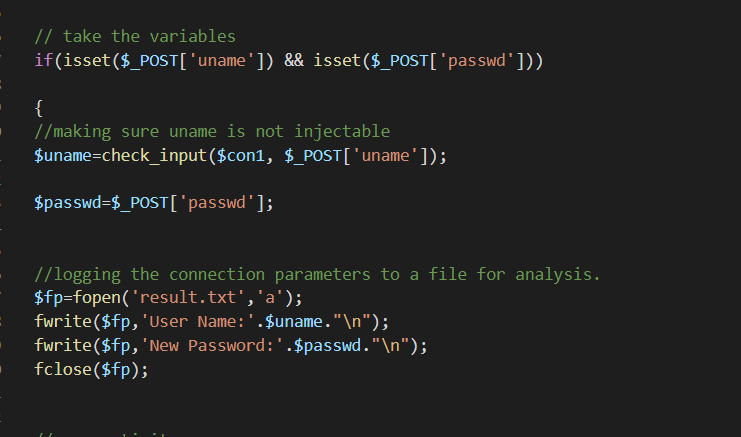 // take the variables
if(isset($_POST['uname']) && isset($_POST['passwd']))
{
//making sure uname is not injectable
$uname=check_input($con1, $_POST['uname']);
$passwd=$_POST['passwd'];
//logging the connection parameters to a file for analysis.
$fp=fopen('result.txt','a');
fwrite($fp,'User Name:'.$uname."\n");
fwrite($fp,'New Password:'.$passwd."\n");
fclose($fp);